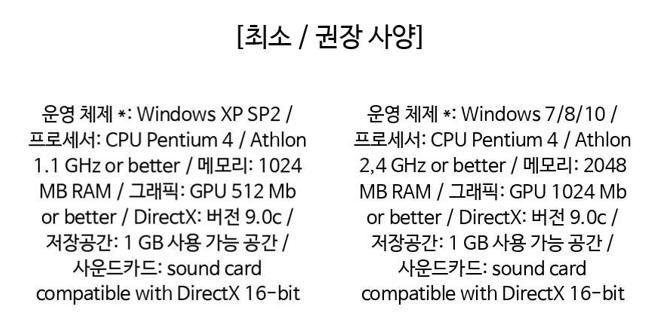 [최소 / 권장 사양]
운영 체제 *: Windows XP SP2 /
프로세서: CPU Pentium 4 / Athlon
1.1 GHz or better / 메모리: 1024
MB RAM / 그래픽: GPU 512 Mb
or better / DirectX: 버전 9.0c /
저장공간: 1 GB 사용 가능 공간 /
사운드카드: sound card
compatible with DirectX 16-bit
운영 체제 *: Windows 7/8/10 /
프로세서: CPU Pentium 4 / Athlon
2,4 GHz or better / 메모리: 2048
MB RAM / 그래픽: GPU 1024 Mb
or better / DirectX: 버전 9.0c /
저장공간: 1 GB 사용 가능 공간 /
사운드카드: sound card
compatible with DirectX 16-bit